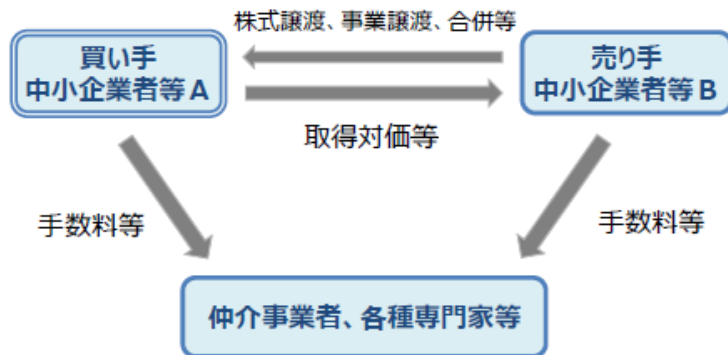 株式譲渡、事業譲渡、合併等
買い手
中小企業者等A
売り手
中小企業者等B
取得対価等
手数料等
手数料等
仲介事業者、各種専門家等